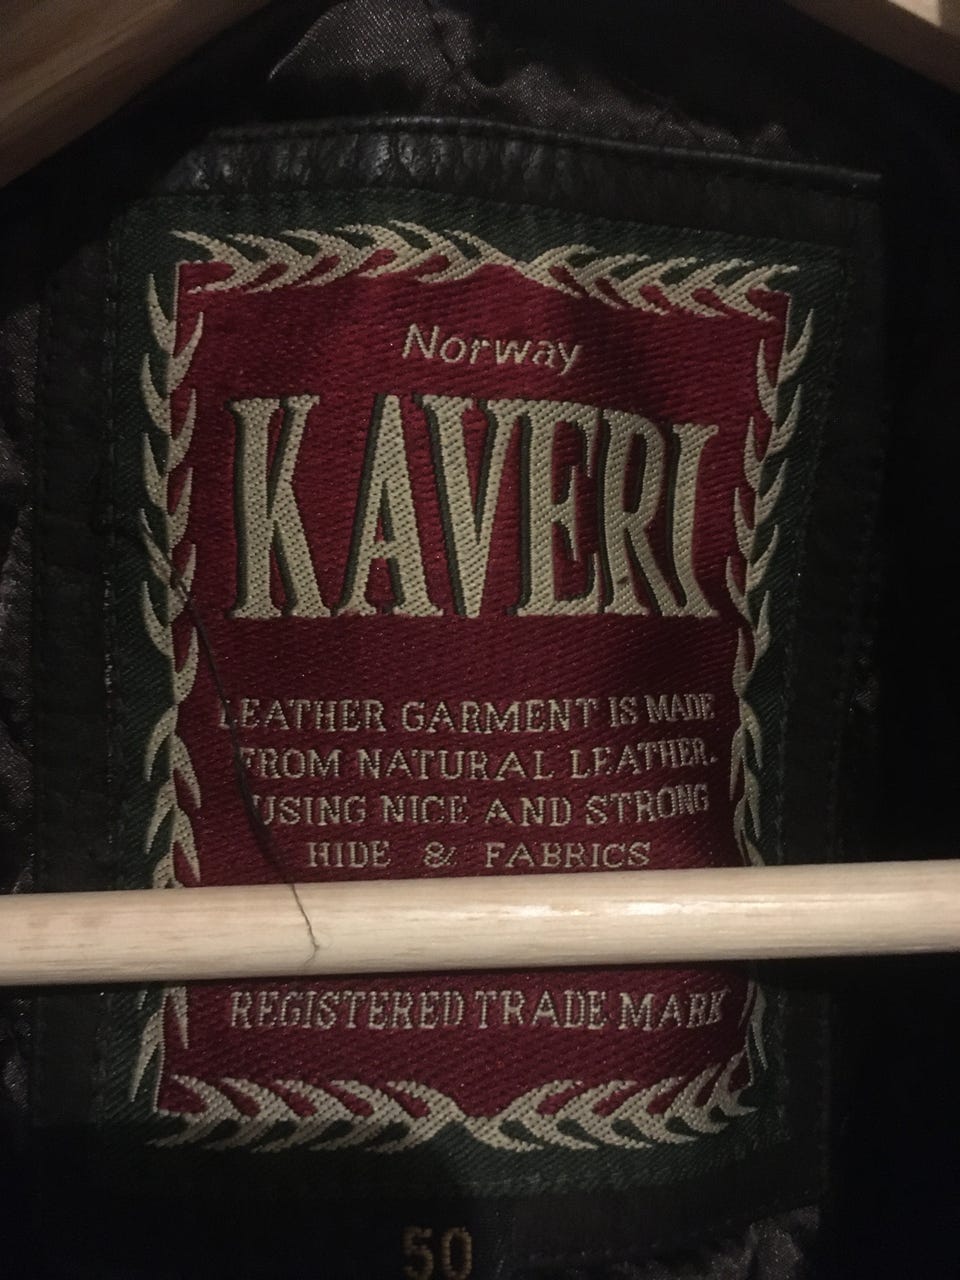 Norway
KAVERI
LEATHER GARMENT IS MADE
FROM NATURAL LEATHER.
USING NICE AND STRONG
HIDE & FABRICS
REGISTERED TRADE MARK
50